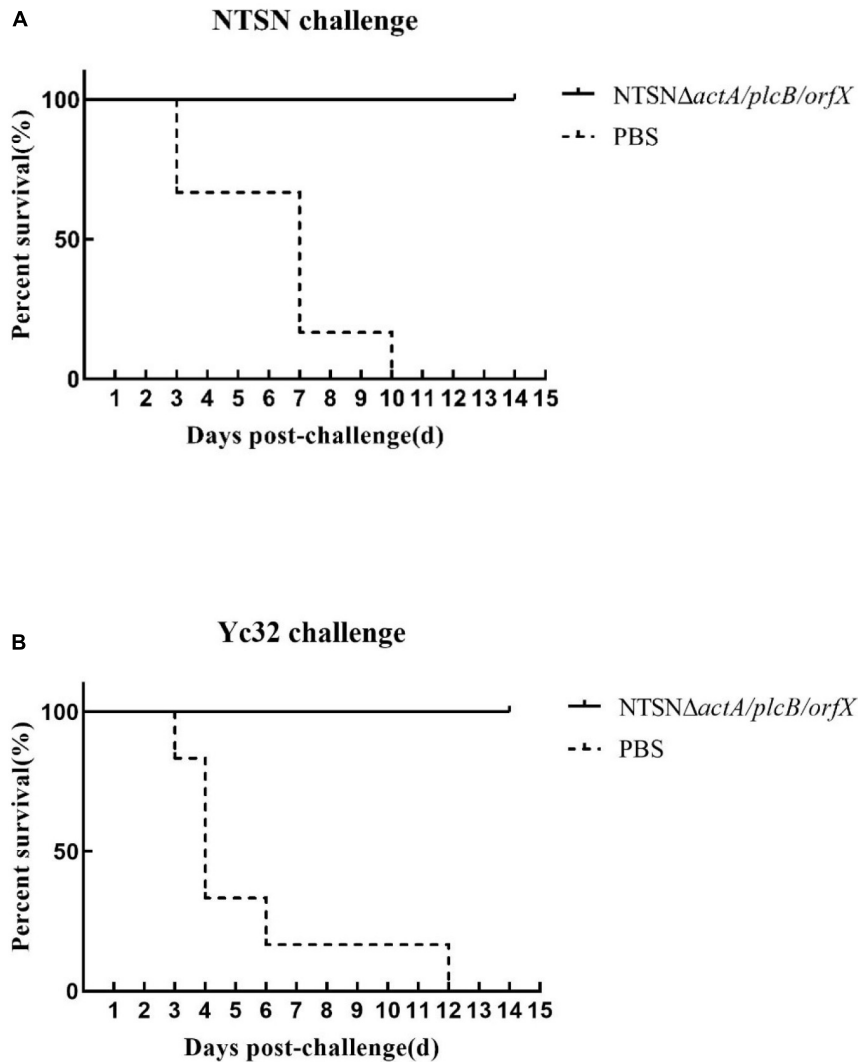 A
NTSN challenge
100
50
0
Percent survival(%)
1 2 3 4 5 6 7 8 9 10 11 12 13 14 15
Days post-challenge(d)
NTSNΔactA/plcB/orfX
PBS
B
Yc32 challenge
100
50
0
Percent survival(%)
1 2 3 4 5 6 7 8 9 10 11 12 13 14 15
Days post-challenge(d)
NTSNΔactA/plcB/orfX
PBS